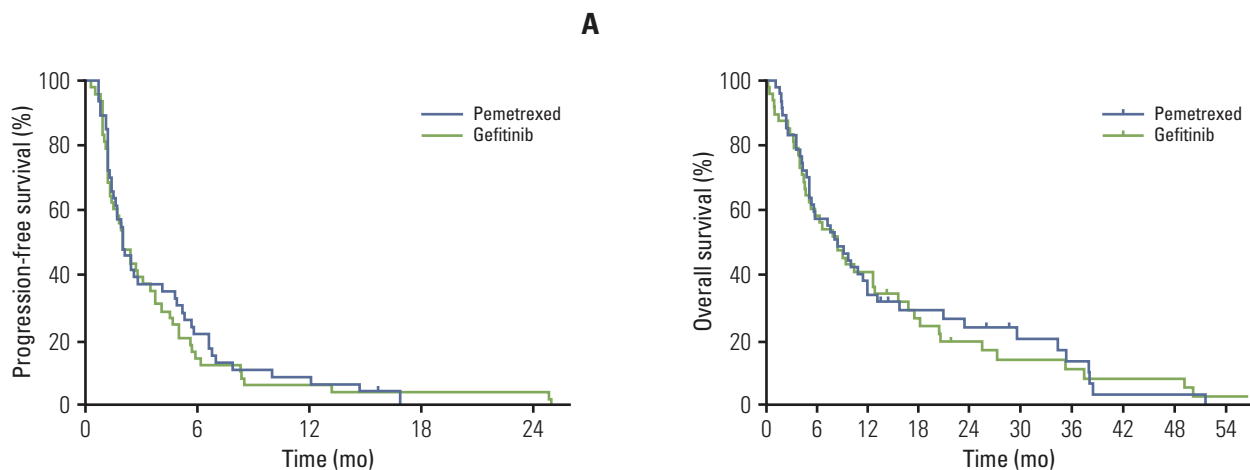 A
Progression-free survival (%)
100
80
60
40
20
0
Pemetrexed
Gefitinib
0 6 12 18 24
Time (mo)
Overall survival (%)
100
80
60
40
20
0
Pemetrexed
Gefitinib
0 6 12 18 24 30 36 42 48 54
Time (mo)